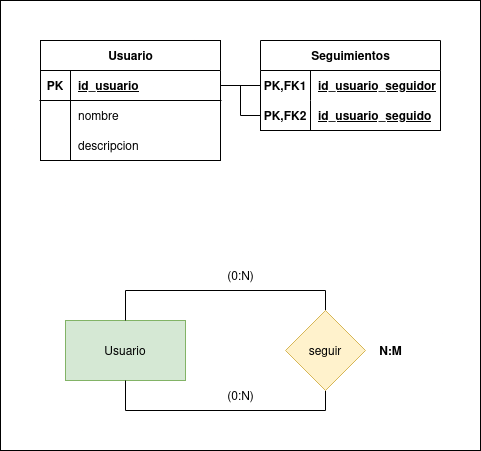 Usuario
PK id_usuario
nombre
descripcion
Seguimientos
PK,FK1 id_usuario_seguidor
PK,FK2 id_usuario_seguido
(0:N)
Usuario
seguir
N:M
(0:N)